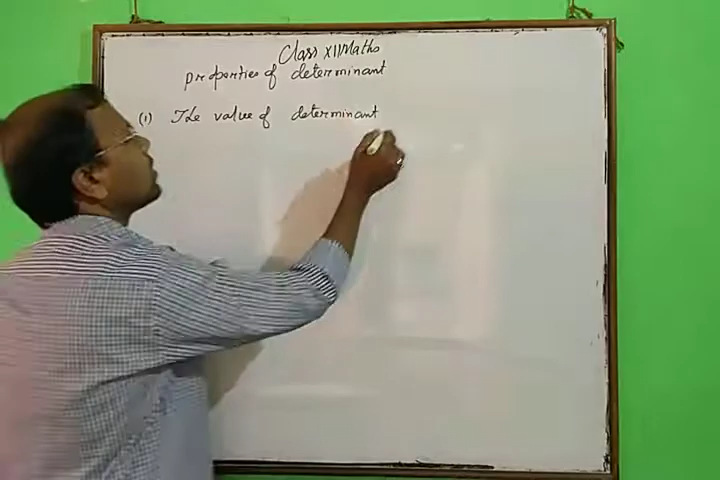 Class XII Maths
properties of determinant
(1) The value of determinant